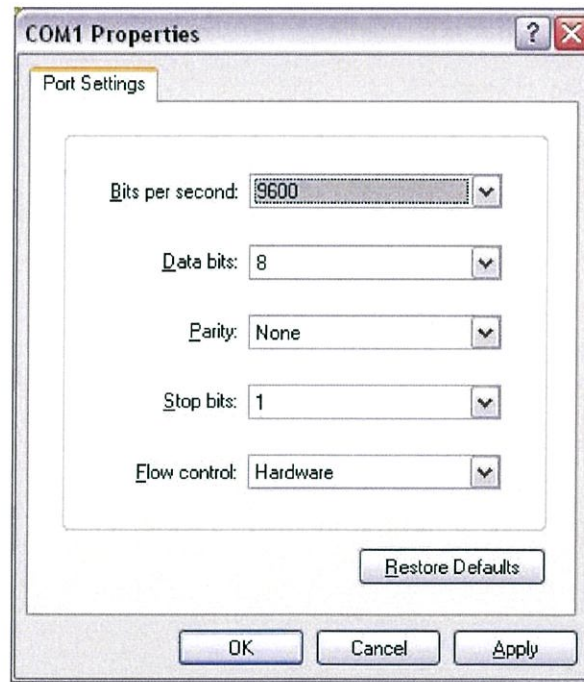 COM1 Properties
Port Settings
Bits per second: 9600
Data bits: 8
Parity: None
Stop bits: 1
Flow control: Hardware
Restore Defaults
OK Cancel Apply